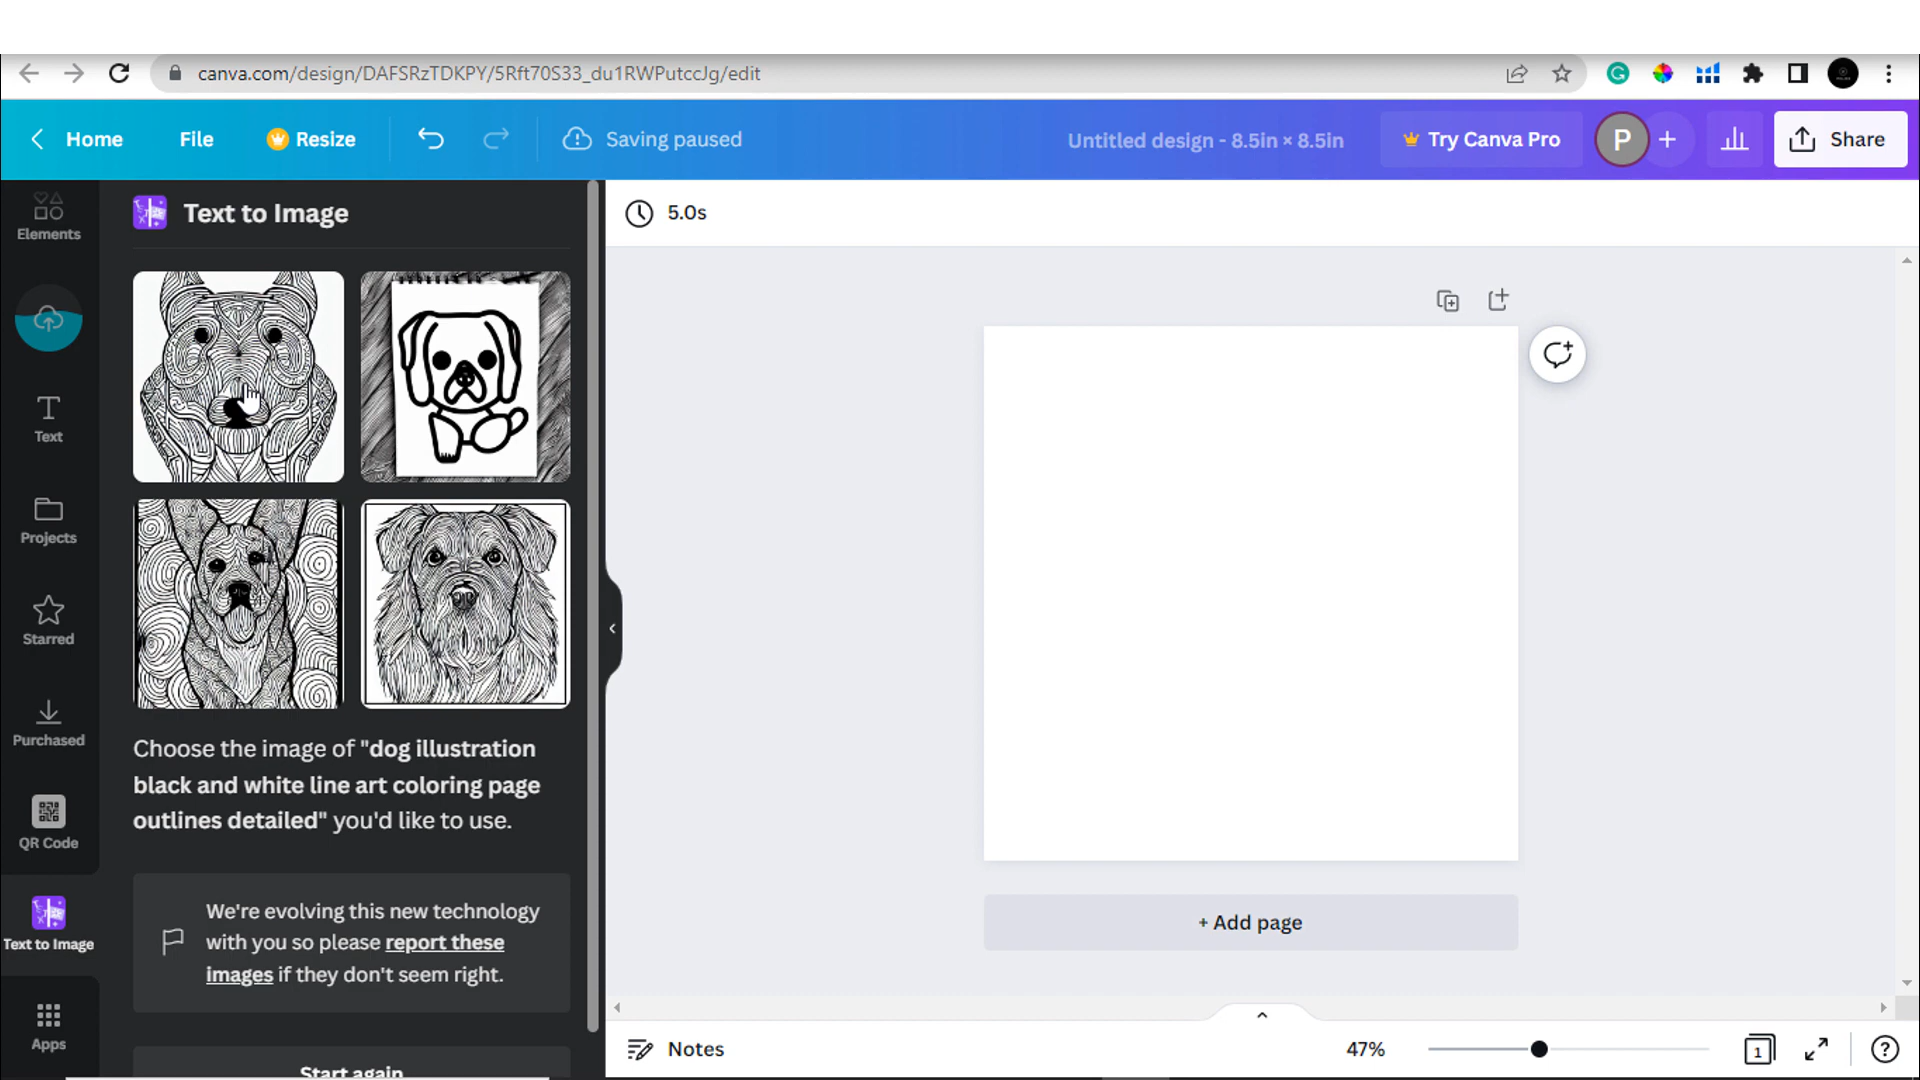 canva.com/design/DAFSRzTDKPY/5Rft70S33_du1RWPutccJg/edit
Home File Resize Saving paused Untitled design - 8.5in × 8.5in Try Canva Pro P + Share
Elements
Text
Projects
Starred
Purchased
QR Code
Text to Image
Apps
Text to Image
Choose the image of "dog illustration
black and white line art coloring page
outlines detailed" you'd like to use.
We're evolving this new technology
with you so please report these
images if they don't seem right.
Start again
5.0s
+ Add page
Notes 47% 1 ?